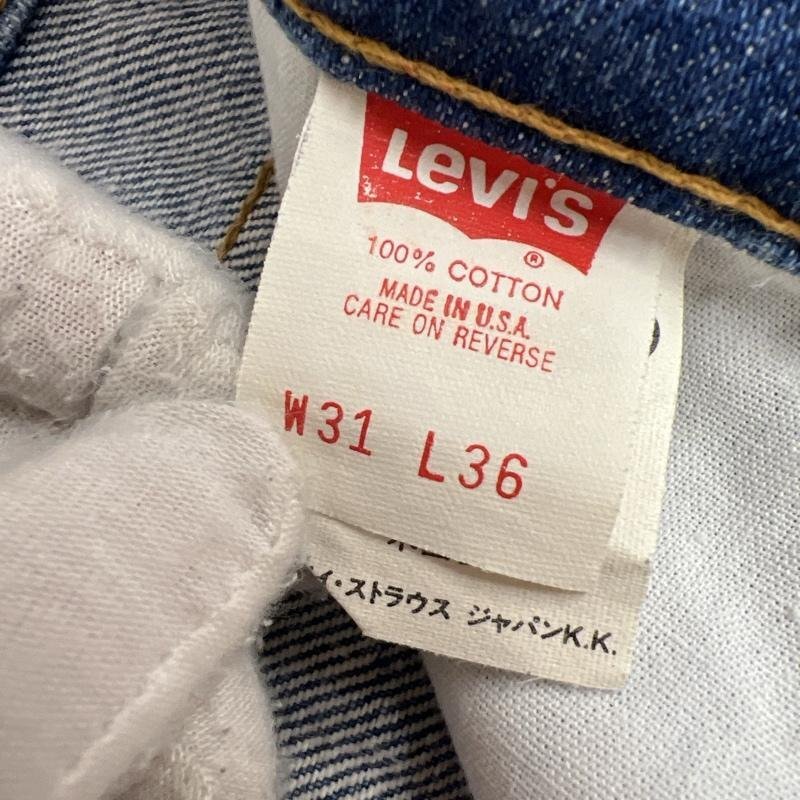 Levi's
®
100% COTTON
MADE IN U.S.A.
CARE ON REVERSE
W31 L36
イ・ストラウス ジャパンK.K.